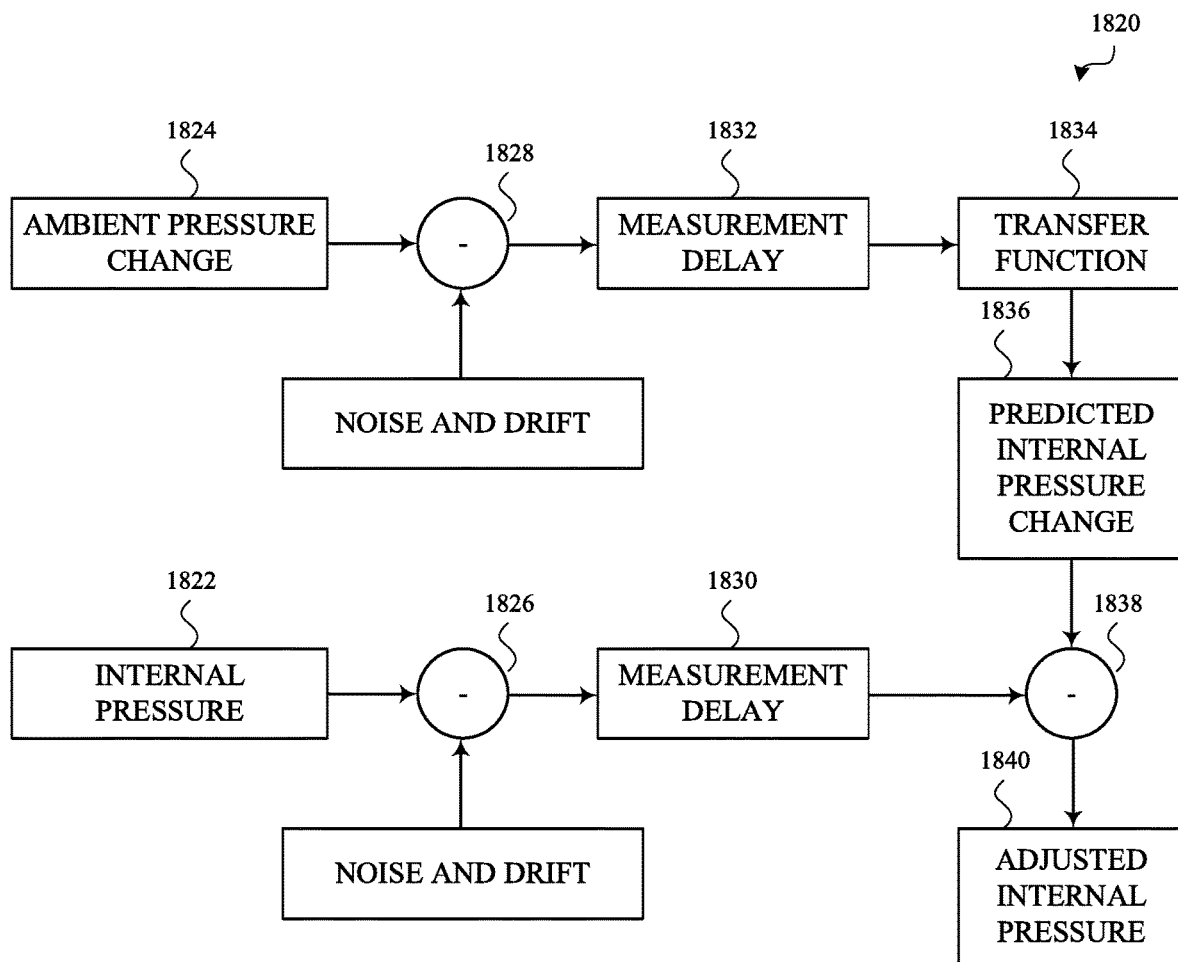 1820
1824
1828
1832
1834
AMBIENT PRESSURE
CHANGE
-
MEASUREMENT
DELAY
TRANSFER
FUNCTION
1836
NOISE AND DRIFT
PREDICTED
INTERNAL
PRESSURE
CHANGE
1822
1826
1830
1838
INTERNAL
PRESSURE
-
MEASUREMENT
DELAY
-
1840
NOISE AND DRIFT
ADJUSTED
INTERNAL
PRESSURE